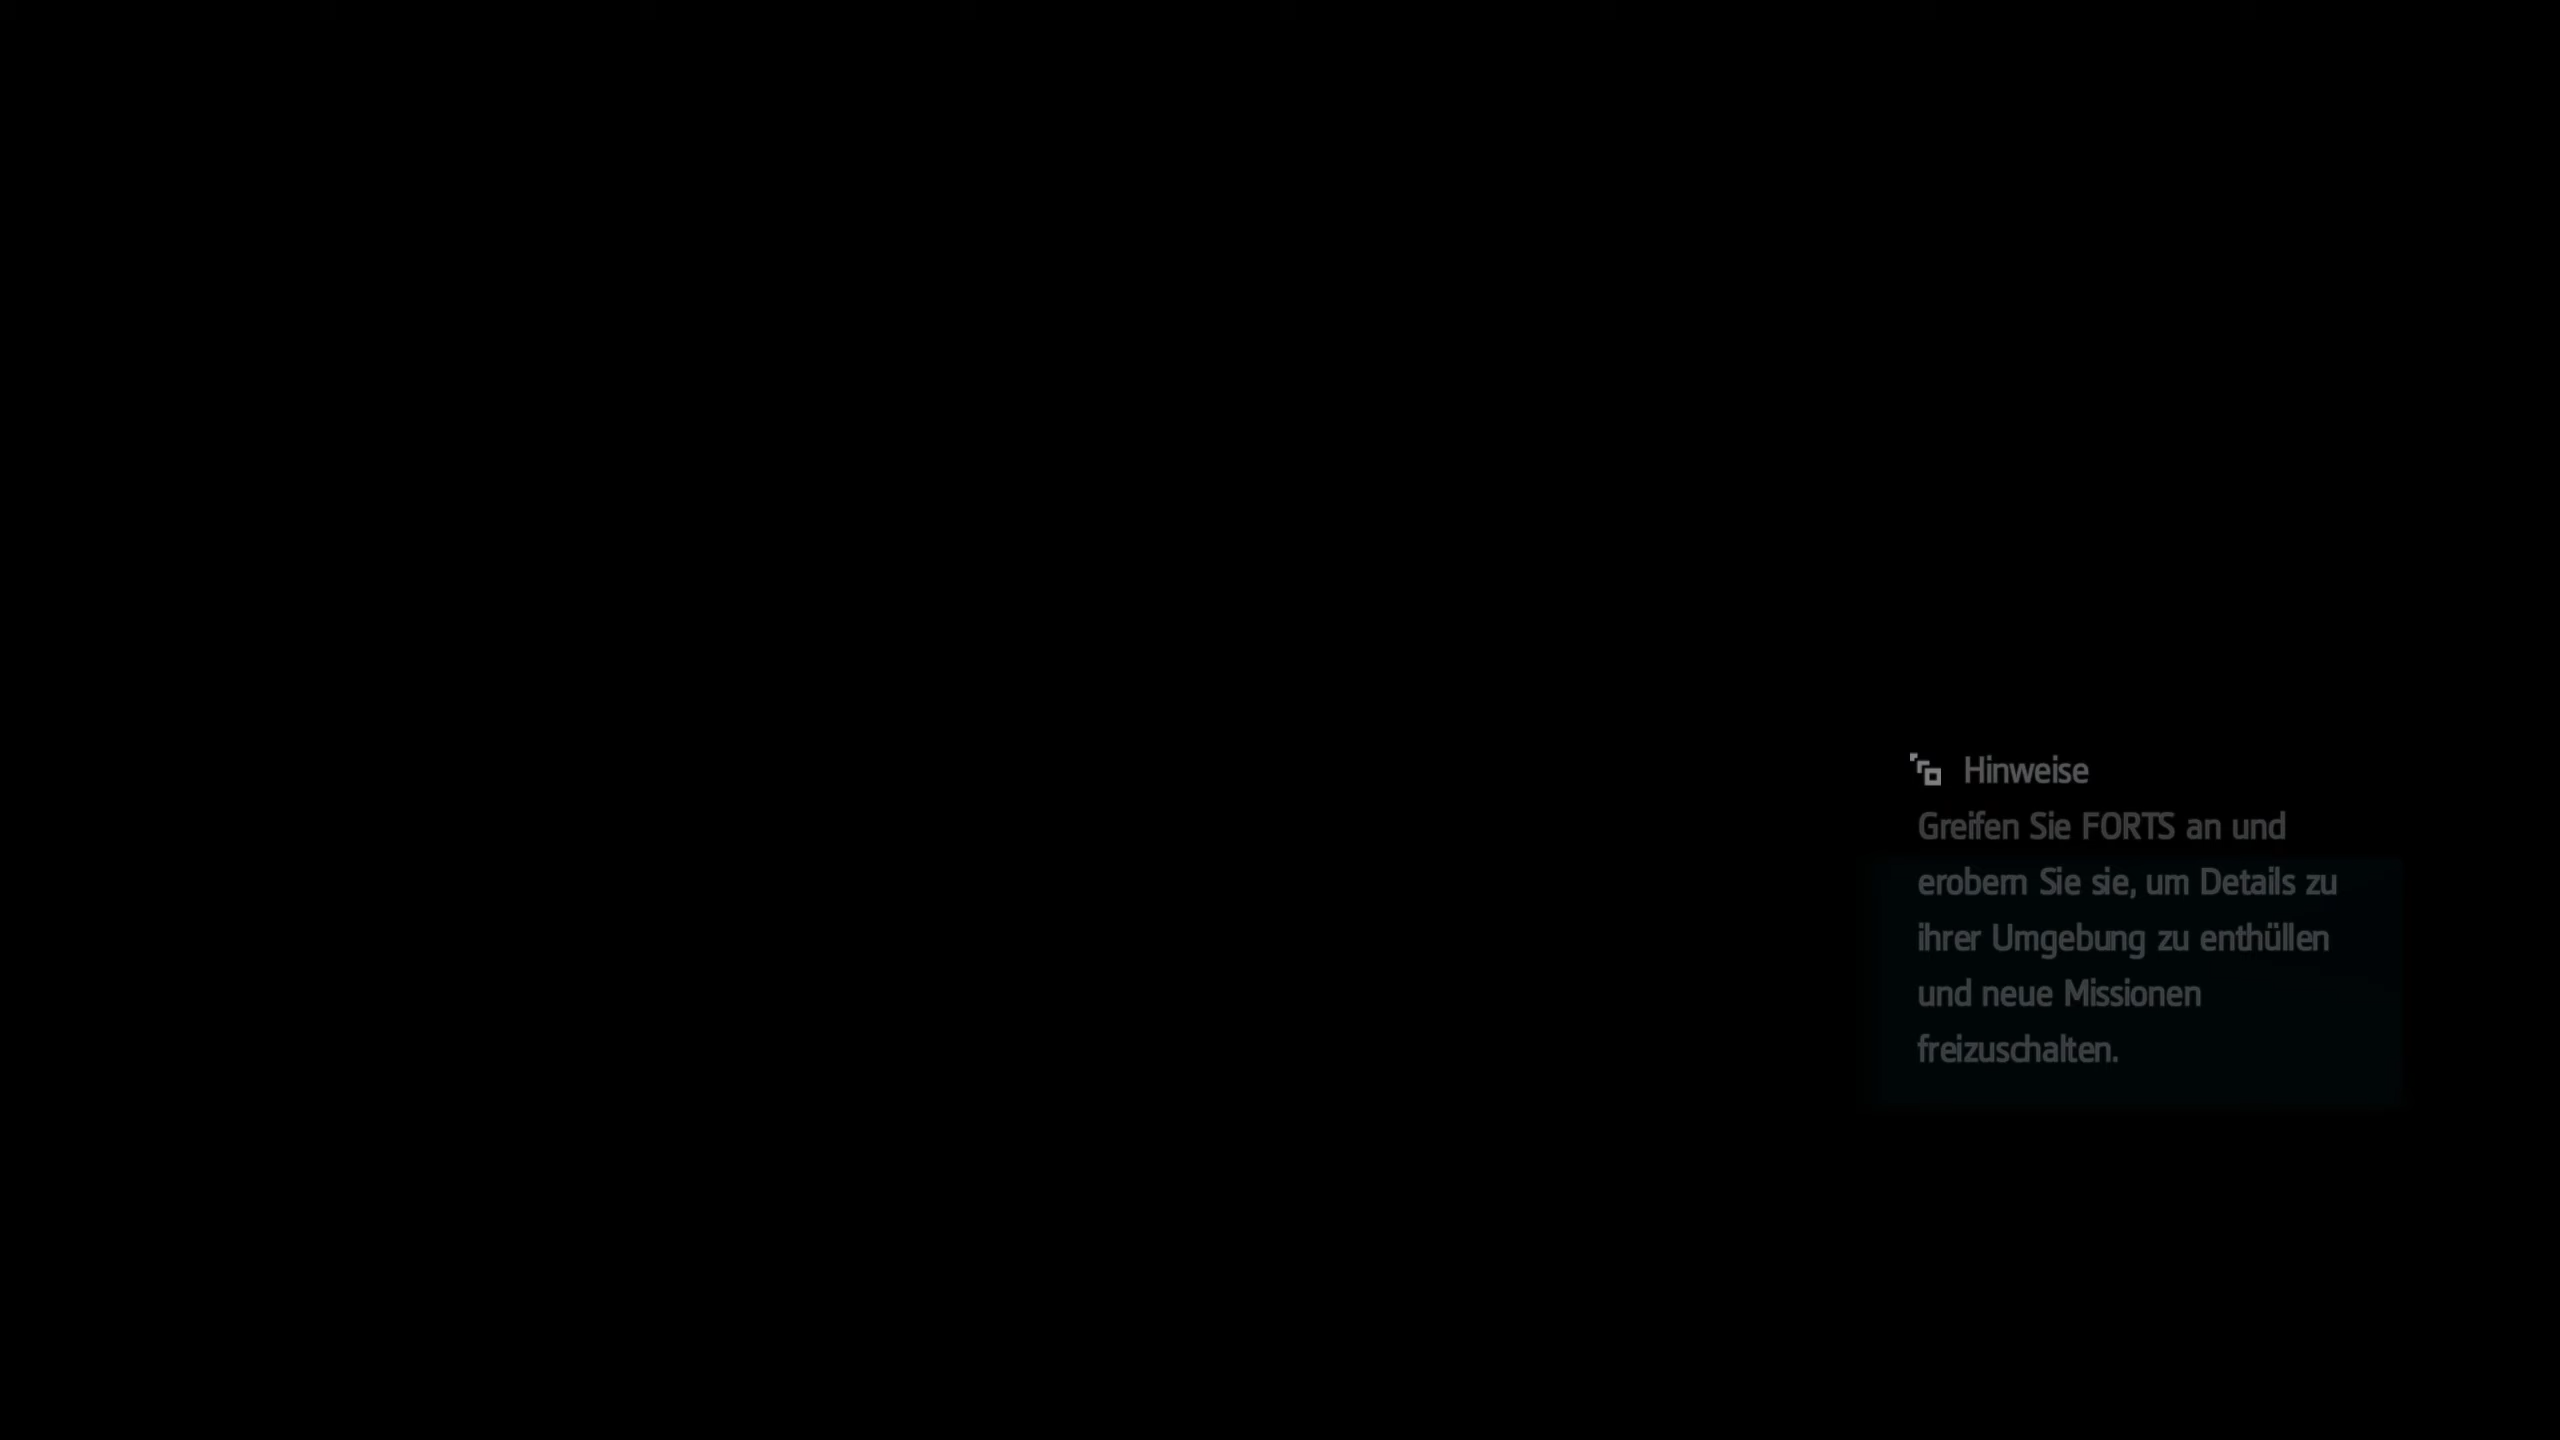 Hinweise
Greifen Sie FORTS an und
erobern Sie sie, um Details zu
ihrer Umgebung zu enthüllen
und neue Missionen
freizuschalten.